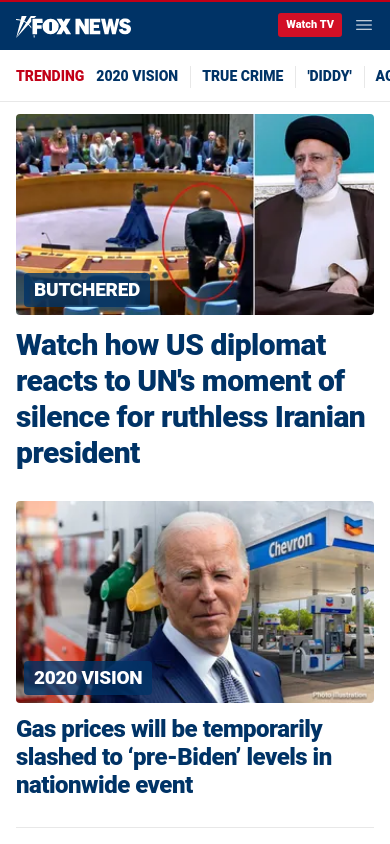 FOX NEWS
Watch TV
TRENDING 2020 VISION TRUE CRIME 'DIDDY'
BUTCHERED
Watch how US diplomat
reacts to UN's moment of
silence for ruthless Iranian
president
Chevron
2020 VISION
Photo illustration
Gas prices will be temporarily
slashed to ‘pre-Biden’ levels in
nationwide event